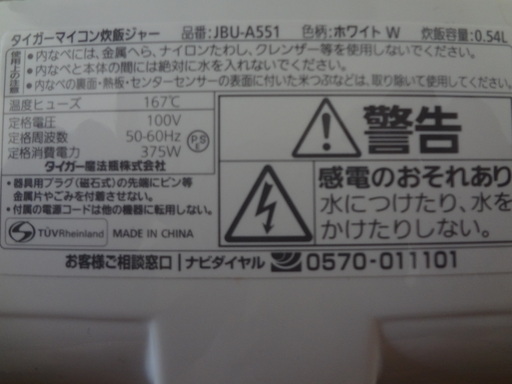 タイガーマイコン炊飯ジャー 品番:JBU-A551 色柄:ホワイト W 炊飯容量:0.54L
使用上の注意
•内なべには、金属へら、ナイロンたわし、クレンザー等を使用しないでください。
•内なべと本体の間には絶対に水を入れないでください。
•内なべの裏面・熱板・センターセンサーの表面に付いた米つぶなどは、取り除いて使用してください。
温度ヒューズ 167℃
定格電圧 100V
定格周波数 50-60Hz
定格消費電力 375W
PS
タイガー魔法瓶株式会社
•器具用プラグ(磁石式)の先端にピン等
金属片やごみを付着させない。
•付属の電源コードは他の機器に転用しない。
TÜVRheinland MADE IN CHINA
警告
感電のおそれあり
水につけたり、水を
かけたりしない。
お客様ご相談窓口 ナビダイヤル 0570-011101